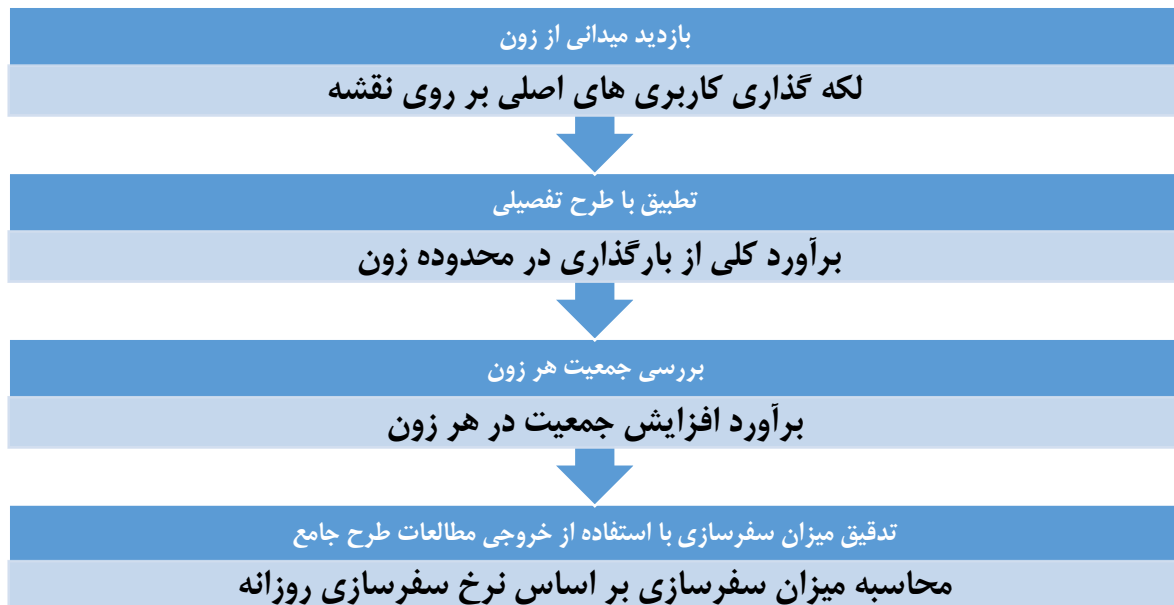 بازدید میدانی از زون
لکه گذاری کاربری های اصلی بر روی نقشه
تطبیق با طرح تفصیلی
برآورد کلی از بارگذاری در محدوده زون
بررسی جمعیت هر زون
برآورد افزایش جمعیت در هر زون
تدقیق میزان سفرسازی با استفاده از خروجی مطالعات طرح جامع
محاسبه میزان سفرسازی بر اساس نرخ سفرسازی روزانه